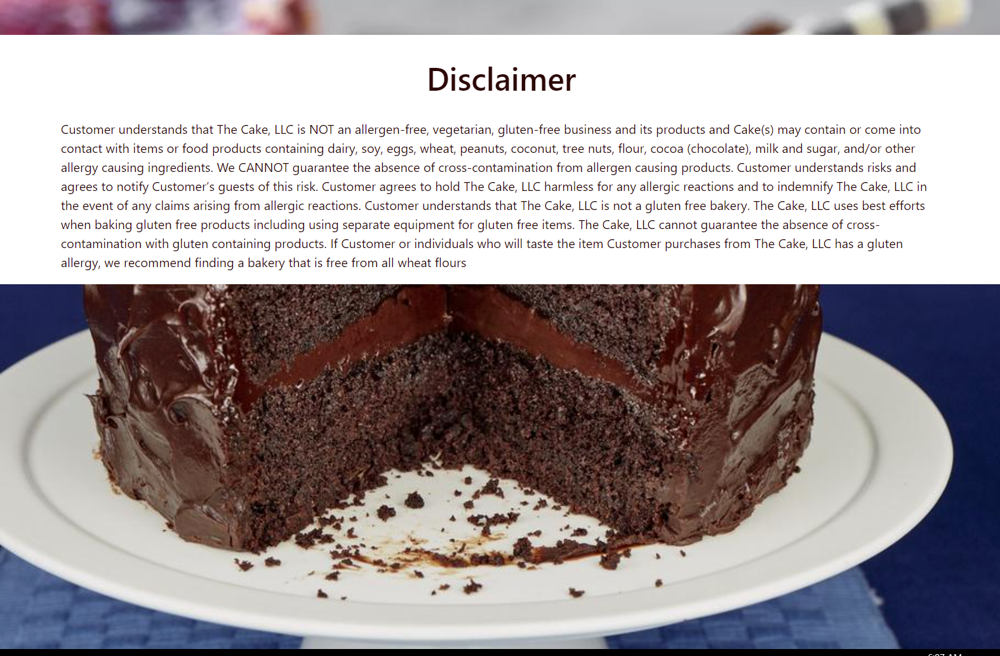 Disclaimer
Customer understands that The Cake, LLC is NOT an allergen-free, vegetarian, gluten-free business and its products and Cake(s) may contain or come into
contact with items or food products containing dairy, soy, eggs, wheat, peanuts, coconut, tree nuts, flour, cocoa (chocolate), milk and sugar, and/or other
allergy causing ingredients. We CANNOT guarantee the absence of cross-contamination from allergen causing products. Customer understands risks and
agrees to notify Customer’s guests of this risk. Customer agrees to hold The Cake, LLC harmless for any allergic reactions and to indemnify The Cake, LLC in
the event of any claims arising from allergic reactions. Customer understands that The Cake, LLC is not a gluten free bakery. The Cake, LLC uses best efforts
when baking gluten free products including using separate equipment for gluten free items. The Cake, LLC cannot guarantee the absence of cross-
contamination with gluten containing products. If Customer or individuals who will taste the item Customer purchases from The Cake, LLC has a gluten
allergy, we recommend finding a bakery that is free from all wheat flours